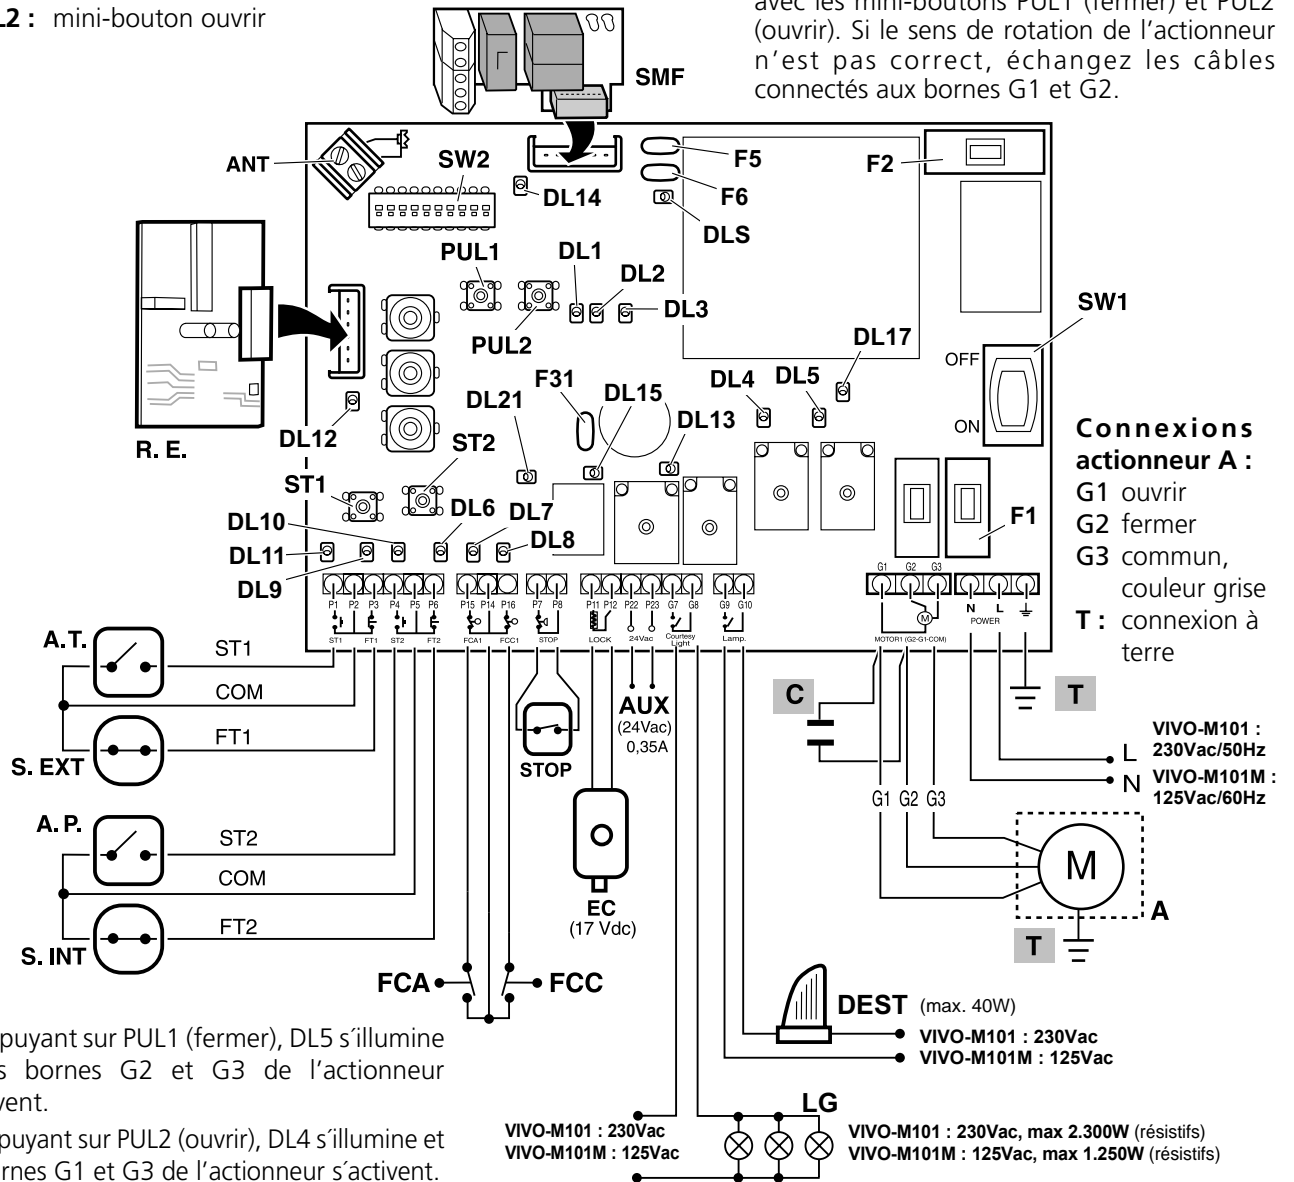 L2 : mini-bouton ouvrir
avec les mini-boutons PUL1 (fermer) et PUL2
(ouvrir). Si le sens de rotation de l'actionneur
n'est pas correct, échangez les câbles
connectés aux bornes G1 et G2.
SMF
ANT
SW2
DL14
F5
F6
DLS
F2
PUL1
DL1
DL2
DL3
PUL2
SW1
OFF
ON
DL17
F31
DL21
DL15
DL4
DL5
DL13
DL12
R. E.
ST2
ST1
DL10
DL6
DL7
DL8
DL11
DL9
F1
Connexions
actionneur A :
G1 ouvrir
G2 fermer
G3 commun,
couleur grise
T : connexion à
terre
P1 P2 P3 P4 P5 P6 P15 P14 P16 P7 P8 P11 P12 P22 P23 G7 G8 G9 G10
G1 G2 G3
N L
POWER
M
ST1 FT1 ST2 FT2 FCA1 FCC1 STOP LOCK 24Vac Courtesy
Light
Lamp.
MOTOR1 (G2-G1-COM)
A.T.
ST1
COM
FT1
S. EXT
A. P.
ST2
COM
FT2
S. INT
STOP
AUX
(24Vac)
0,35A
EC
(17 Vdc)
C
T
VIVO-M101 :
230Vac/50Hz
L
N
VIVO-M101M :
125Vac/60Hz
G1 G2 G3
M
A
T
FCA
FCC
DEST (max. 40W)
VIVO-M101 : 230Vac
VIVO-M101M : 125Vac
puyant sur PUL1 (fermer), DL5 s´illumine
s bornes G2 et G3 de l'actionneur
vent.
puyant sur PUL2 (ouvrir), DL4 s´illumine et
ornes G1 et G3 de l'actionneur s´activent.
LG
VIVO-M101 : 230Vac
VIVO-M101M : 125Vac
VIVO-M101 : 230Vac, max 2.300W (résistifs)
VIVO-M101M : 125Vac, max 1.250W (résistifs)